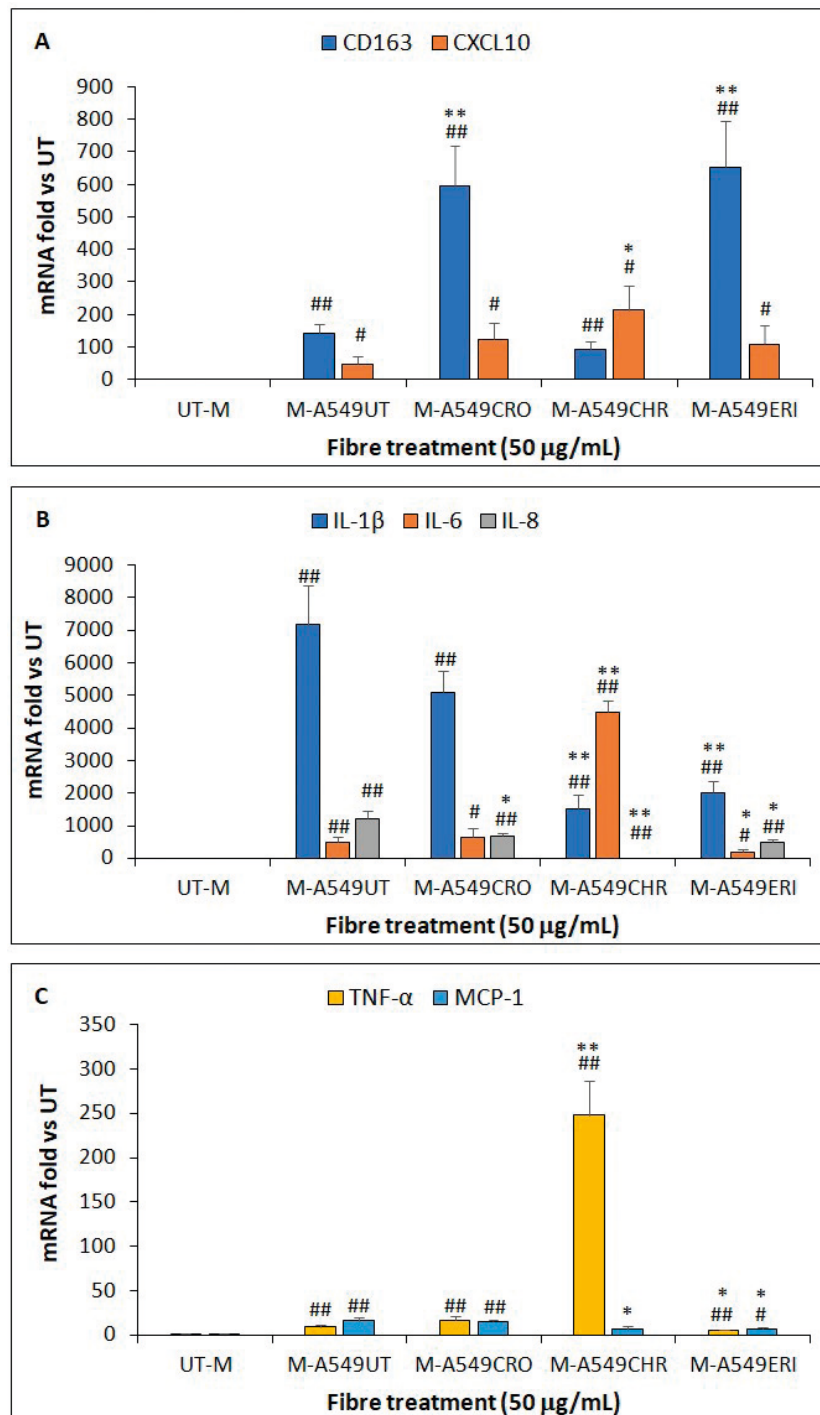 A
CD163 CXCL10
mRNA fold vs UT
900
800
700
600
500
400
300
200
100
0
** ##
** ##
* #
## # # ## #
UT-M M-A549UT M-A549CRO M-A549CHR M-A549ERI
Fibre treatment (50 µg/mL)
B
IL-1β IL-6 IL-8
mRNA fold vs UT
9000
8000
7000
6000
5000
4000
3000
2000
1000
0
## ## ##
## # * ##
** ## ** ## ** ##
** ## * # * ##
UT-M M-A549UT M-A549CRO M-A549CHR M-A549ERI
Fibre treatment (50 µg/mL)
C
TNF-α MCP-1
mRNA fold vs UT
350
300
250
200
150
100
50
0
## ##
## ##
** ## *
* ## * #
UT-M M-A549UT M-A549CRO M-A549CHR M-A549ERI
Fibre treatment (50 µg/mL)